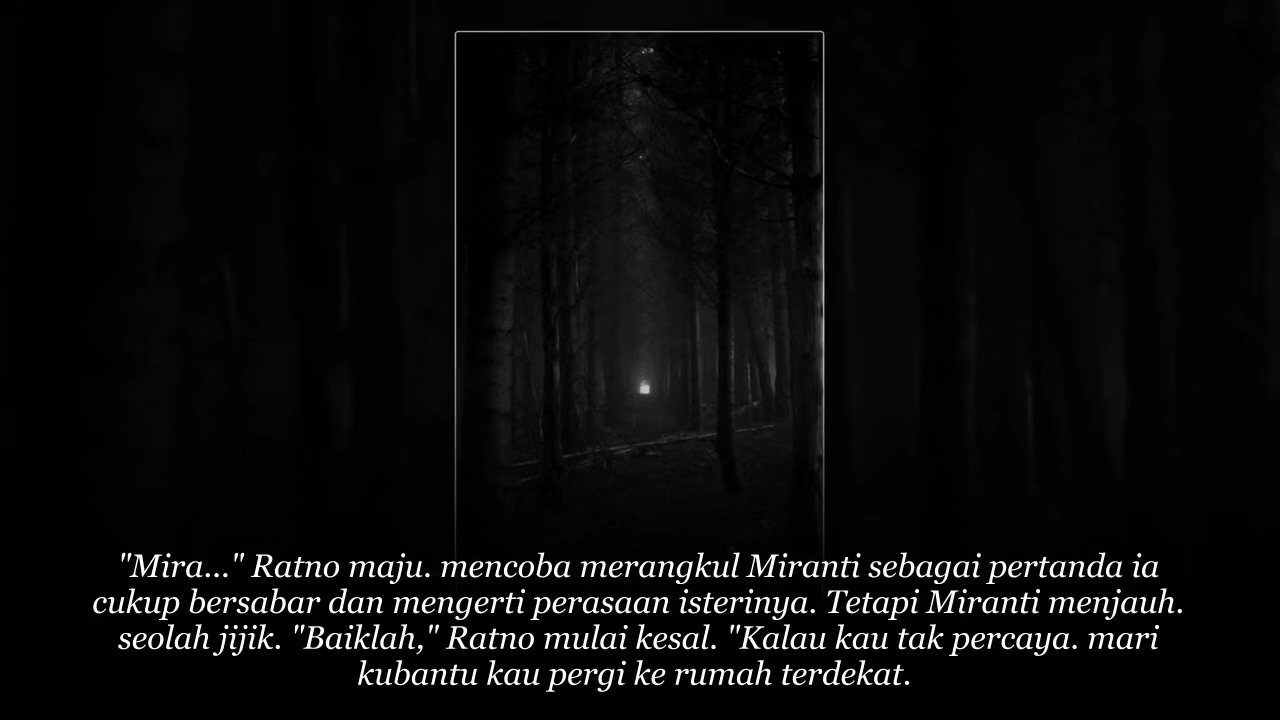 "Mira..." Ratno maju. mencoba merangkul Miranti sebagai pertanda ia
cukup bersabar dan mengerti perasaan isterinya. Tetapi Miranti menjauh.
seolah jijik. "Baiklah," Ratno mulai kesal. "Kalau kau tak percaya. mari
kubantu kau pergi ke rumah terdekat.